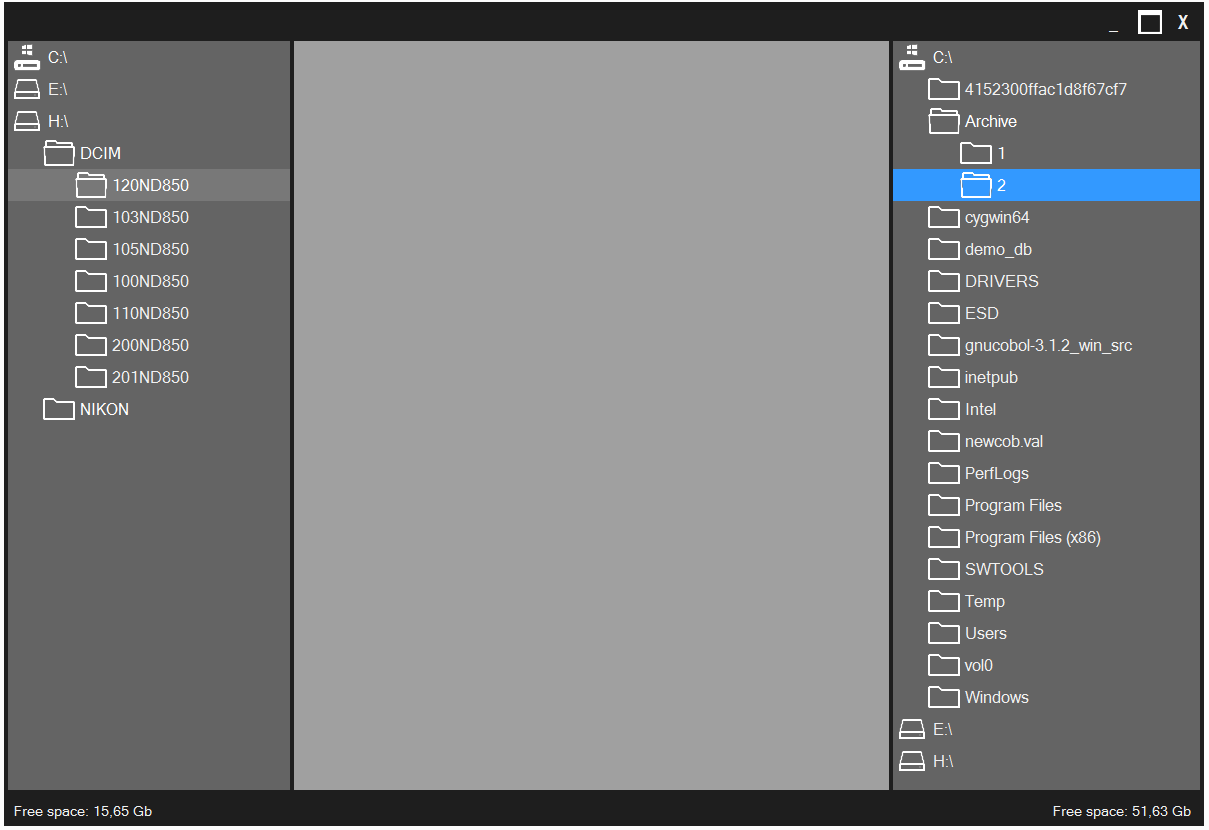 _ X
C:\
E:\
H:\
DCIM
120ND850
103ND850
105ND850
100ND850
110ND850
200ND850
201ND850
NIKON
C:\
4152300ffac1d8f67cf7
Archive
1
2
cygwin64
demo_db
DRIVERS
ESD
gnucobol-3.1.2_win_src
inetpub
Intel
newcob.val
PerfLogs
Program Files
Program Files (x86)
SWTOOLS
Temp
Users
vol0
Windows
E:\
H:\
Free space: 15,65 Gb
Free space: 51,63 Gb